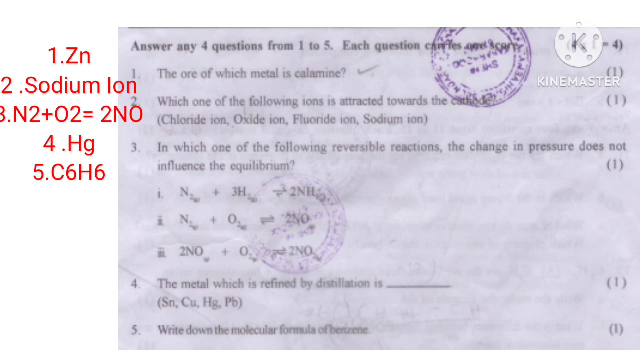 1.Zn
2 .Sodium Ion
3.N2+O2= 2NO
4 .Hg
5.C6H6
Answer any 4 questions from 1 to 5. Each question carries one score. = 4)
1. The ore of which metal is calamine? (1)
KINEMASTER
2. Which one of the following ions is attracted towards the cathode? (1)
(Chloride ion, Oxide ion, Fluoride ion, Sodium ion)
3. In which one of the following reversible reactions, the change in pressure does not
influence the equilibrium? (1)
i. N₂ + 3H₂ ⇌ 2NH₃
ii. N₂ + O₂ ⇌ 2NO
iii. 2NO + O₂ ⇌ 2NO₂
4. The metal which is refined by distillation is ________ (1)
(Sn, Cu, Hg, Pb)
5. Write down the molecular formula of benzene. (1)